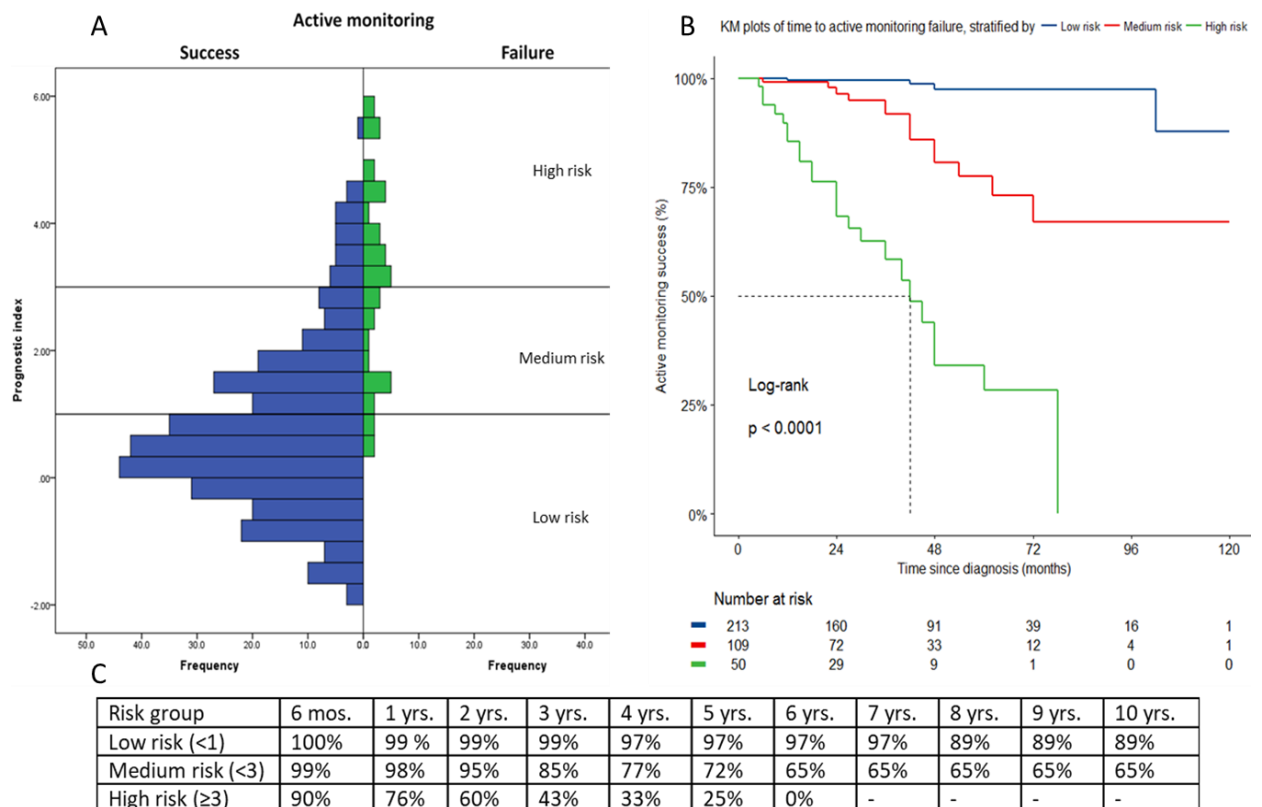 A
Active monitoring
Success Failure
6.00
4.00
2.00
.00
-2.00
Prognostic index
High risk
Medium risk
Low risk
50.0 40.0 30.0 20.0 10.0 0.0 10.0 20.0 30.0 40.0
Frequency Frequency
B
KM plots of time to active monitoring failure, stratified by Low risk Medium risk High risk
100%
75%
50%
25%
0%
Active monitoring success (%)
Log-rank
p < 0.0001
0 24 48 72 96 120
Time since diagnosis (months)
Number at risk
213 160 91 39 16 1
109 72 33 12 4 1
50 29 9 1 0 0
C
Risk group 6 mos. 1 yrs. 2 yrs. 3 yrs. 4 yrs. 5 yrs. 6 yrs. 7 yrs. 8 yrs. 9 yrs. 10 yrs.
Low risk (<1) 100% 99 % 99% 99% 97% 97% 97% 97% 89% 89% 89%
Medium risk (<3) 99% 98% 95% 85% 77% 72% 65% 65% 65% 65% 65%
High risk (≥3) 90% 76% 60% 43% 33% 25% 0% - - - -